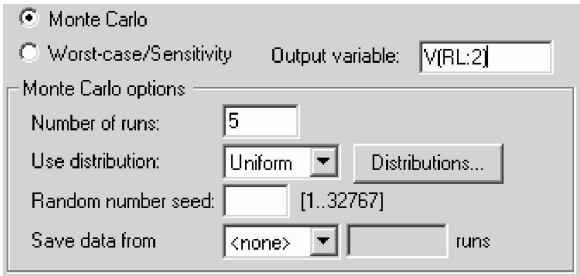 Monte Carlo
Worst-case/Sensitivity Output variable: V(RL:2)
Monte Carlo options
Number of runs: 5
Use distribution: Uniform Distributions...
Random number seed: [1..32767]
Save data from <none> runs